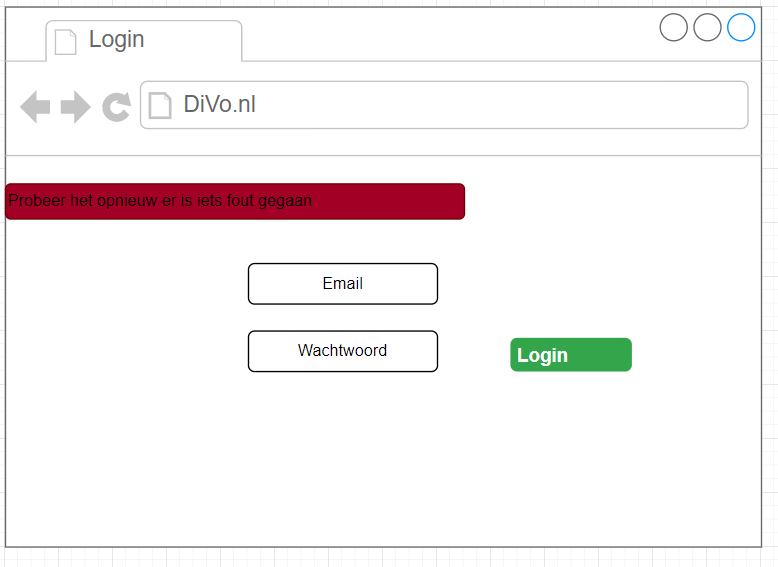 Login
DiVo.nl
Probeer het opnieuw er is iets fout gegaan
Email
Wachtwoord
Login